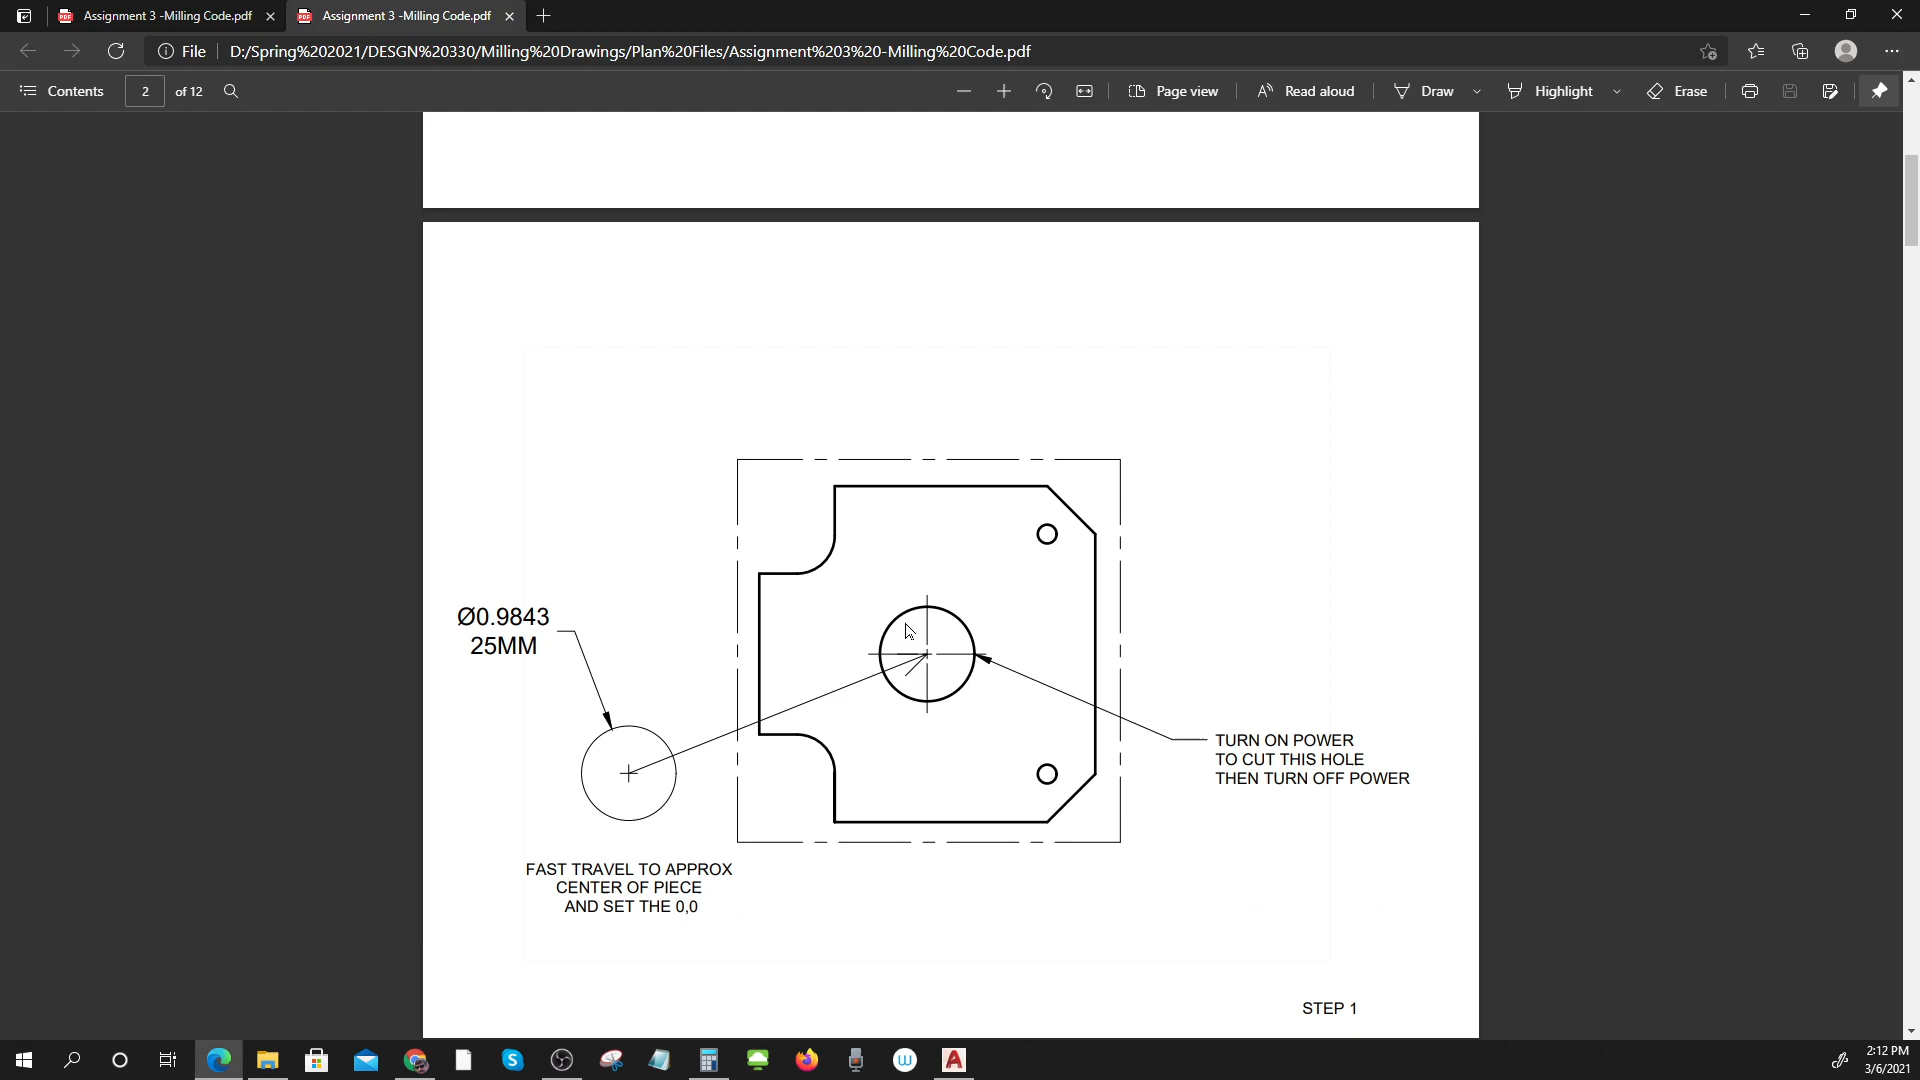 Assignment 3 -Milling Code.pdf
Assignment 3 -Milling Code.pdf
File
D:/Spring%202021/DESGN%20330/Milling%20Drawings/Plan%20Files/Assignment%203%20-Milling%20Code.pdf
Contents
2
of 12
Page view
Read aloud
Draw
Highlight
Erase
Ø0.9843
25MM
TURN ON POWER
TO CUT THIS HOLE
THEN TURN OFF POWER
FAST TRAVEL TO APPROX
CENTER OF PIECE
AND SET THE 0,0
STEP 1
2:12 PM
3/6/2021